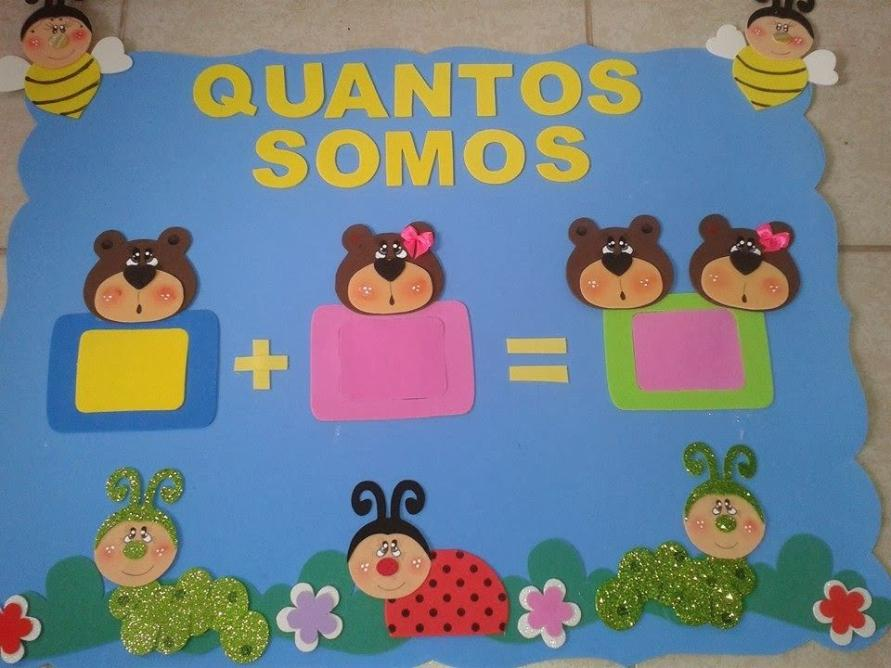 QUANTOS
SOMOS
+ =